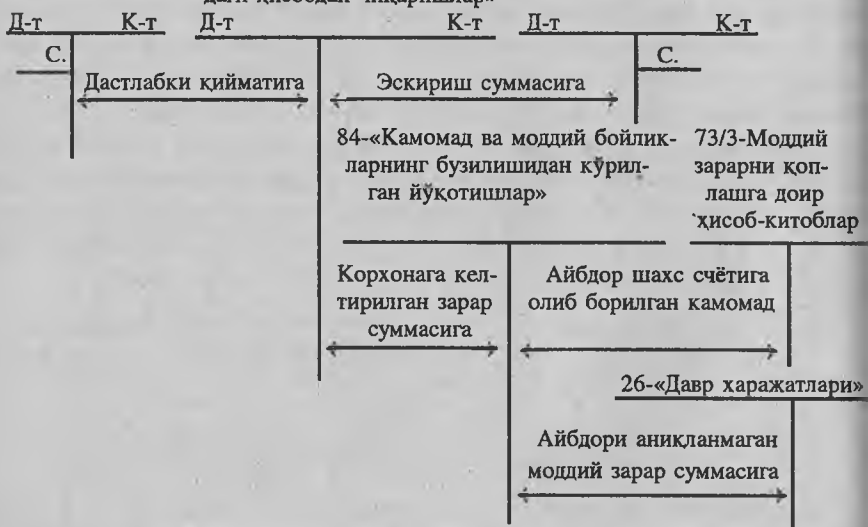 Д-т К-т Д-т К-т Д-т К-т
С. С.
Дастлабки қийматига Эскириш суммасига
84-«Камомад ва моддий бойлик-
ларнинг бузилишидан кўрил-
ган йўқотишлар»
73/3-Моддий
зарарни қоп-
лашга доир
ҳисоб-китоблар
Корхонага кел-
тирилган зарар
суммасига
Айбдор шахс счётига
олиб борилган камомад
26-«Давр харажатлари»
Айбдори аниқланмаган
моддий зарар суммасига